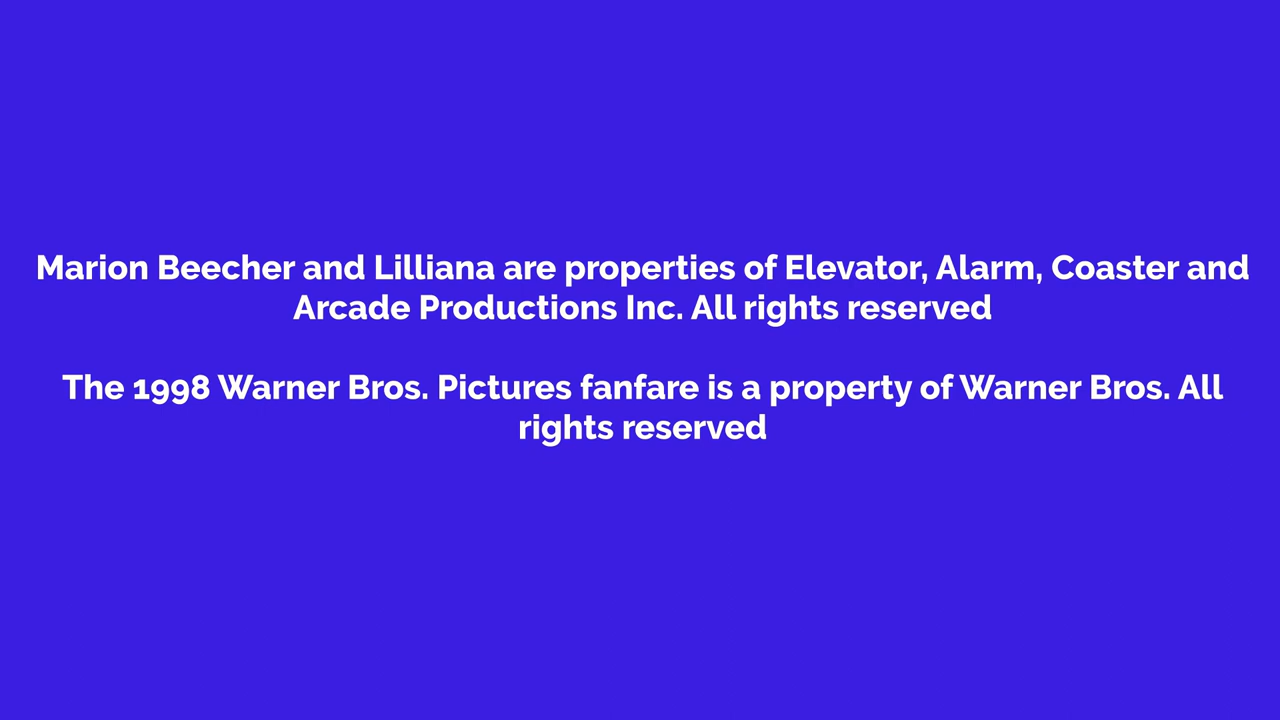 Marion Beecher and Lilliana are properties of Elevator, Alarm, Coaster and
Arcade Productions Inc. All rights reserved
The 1998 Warner Bros. Pictures fanfare is a property of Warner Bros. All
rights reserved